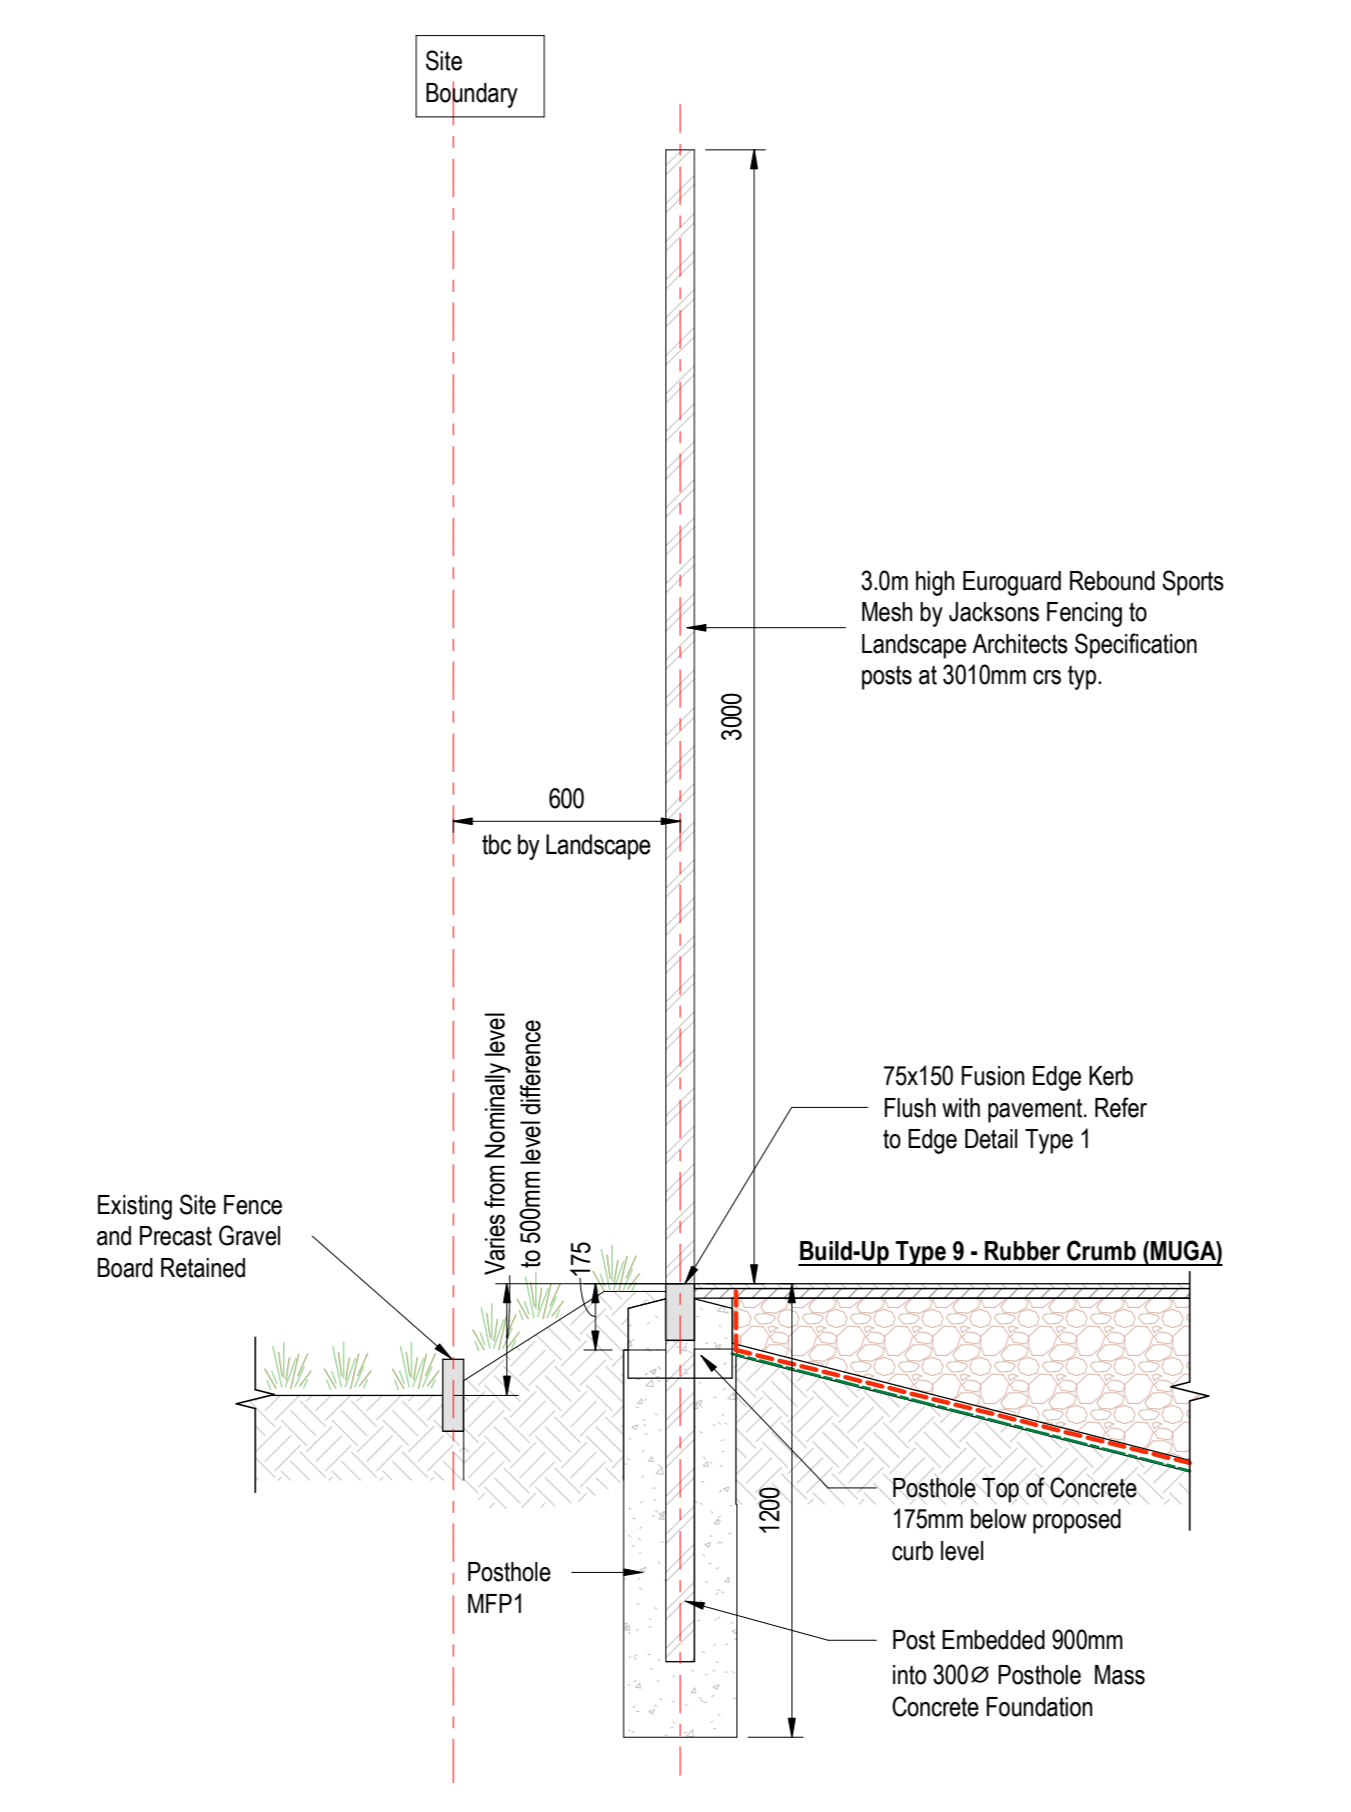 Site
Boundary
3.0m high Euroguard Rebound Sports
Mesh by Jacksons Fencing to
Landscape Architects Specification
posts at 3010mm crs typ.
3000
600
tbc by Landscape
Varies from Nominally level
to 500mm level difference
175
75x150 Fusion Edge Kerb
Flush with pavement. Refer
to Edge Detail Type 1
Existing Site Fence
and Precast Gravel
Board Retained
Build-Up Type 9 - Rubber Crumb (MUGA)
1200
Posthole Top of Concrete
175mm below proposed
curb level
Posthole
MFP1
Post Embedded 900mm
into 300∅ Posthole Mass
Concrete Foundation